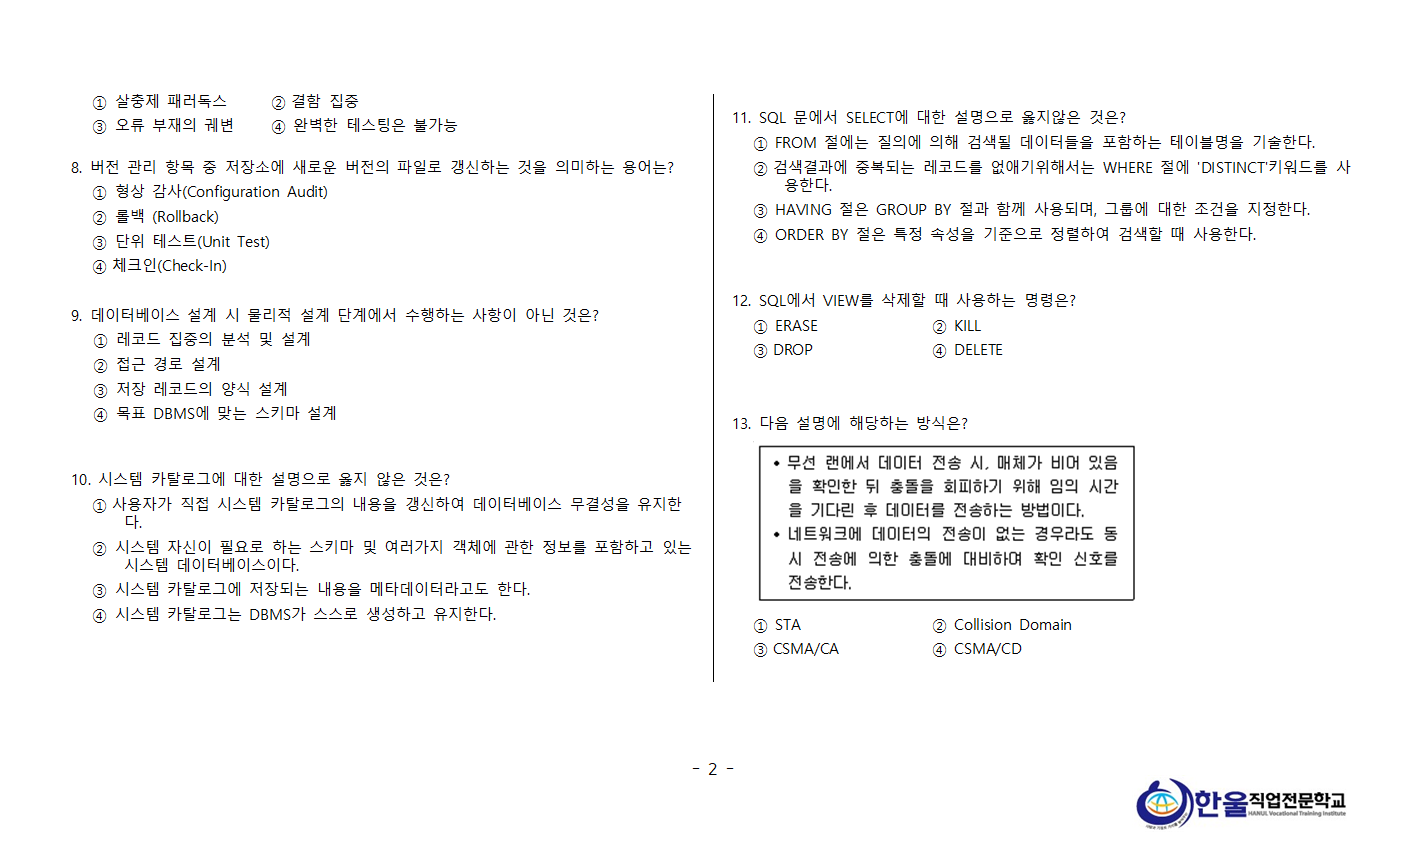 ① 살충제 패러독스 ② 결함 집중
③ 오류 부재의 궤변 ④ 완벽한 테스팅은 불가능
8. 버전 관리 항목 중 저장소에 새로운 버전의 파일로 갱신하는 것을 의미하는 용어는?
① 형상 감사(Configuration Audit)
② 롤백 (Rollback)
③ 단위 테스트(Unit Test)
④ 체크인(Check-In)
9. 데이터베이스 설계 시 물리적 설계 단계에서 수행하는 사항이 아닌 것은?
① 레코드 집중의 분석 및 설계
② 접근 경로 설계
③ 저장 레코드의 양식 설계
④ 목표 DBMS에 맞는 스키마 설계
10. 시스템 카탈로그에 대한 설명으로 옳지 않은 것은?
① 사용자가 직접 시스템 카탈로그의 내용을 갱신하여 데이터베이스 무결성을 유지한
다.
② 시스템 자신이 필요로 하는 스키마 및 여러가지 객체에 관한 정보를 포함하고 있는
시스템 데이터베이스이다.
③ 시스템 카탈로그에 저장되는 내용을 메타데이터라고도 한다.
④ 시스템 카탈로그는 DBMS가 스스로 생성하고 유지한다.
11. SQL 문에서 SELECT에 대한 설명으로 옳지않은 것은?
① FROM 절에는 질의에 의해 검색될 데이터들을 포함하는 테이블명을 기술한다.
② 검색결과에 중복되는 레코드를 없애기위해서는 WHERE 절에 'DISTINCT'키워드를 사
용한다.
③ HAVING 절은 GROUP BY 절과 함께 사용되며, 그룹에 대한 조건을 지정한다.
④ ORDER BY 절은 특정 속성을 기준으로 정렬하여 검색할 때 사용한다.
12. SQL에서 VIEW를 삭제할 때 사용하는 명령은?
① ERASE ② KILL
③ DROP ④ DELETE
13. 다음 설명에 해당하는 방식은?
• 무선 랜에서 데이터 전송 시, 매체가 비어 있음
을 확인한 뒤 충돌을 회피하기 위해 임의 시간
을 기다린 후 데이터를 전송하는 방법이다.
• 네트워크에 데이터의 전송이 없는 경우라도 동
시 전송에 의한 충돌에 대비하며 확인 신호를
전송한다.
① STA ② Collision Domain
③ CSMA/CA ④ CSMA/CD
- 2 -
한울직업전문학교
HANUL Vocational Training Institute